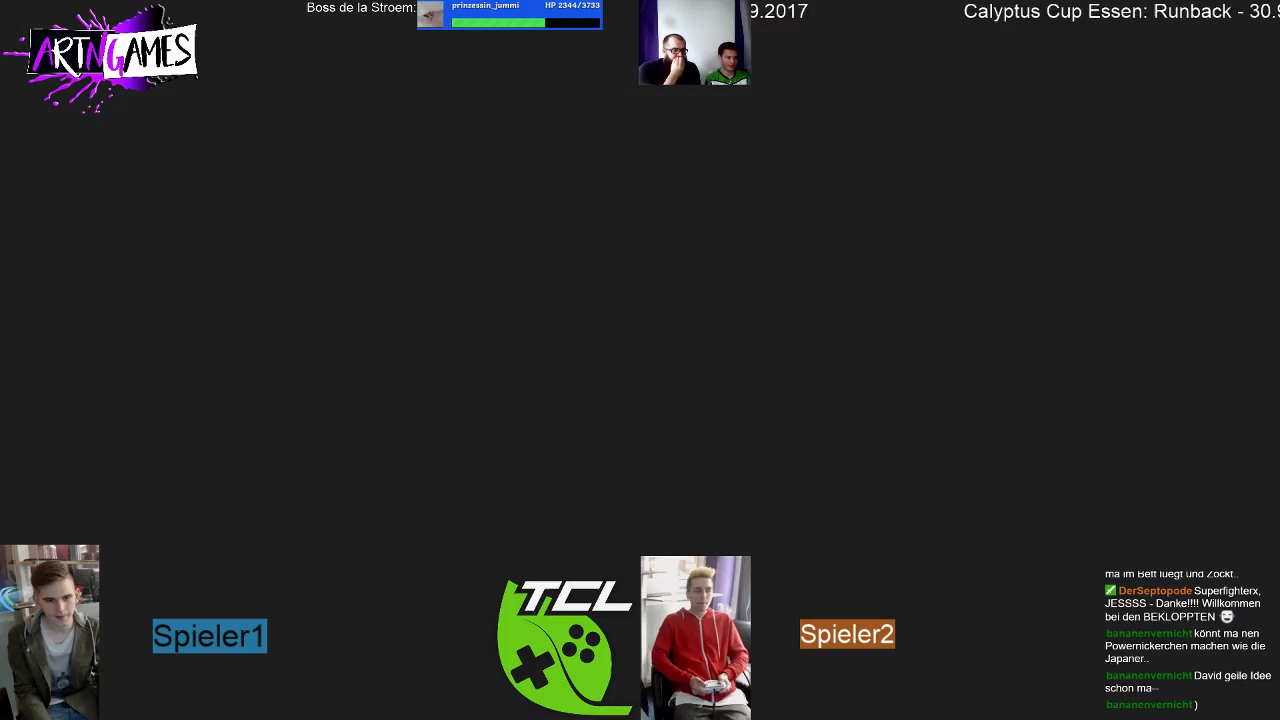 Boss de la Stroem:
prinzessin_jummi HP 2344/3733
9.2017
Calyptus Cup Essen: Runback - 30.9
ARTNGAMES
TCL
Spieler1
Spieler2
ma im Bett liegt und Zockt..
DerSeptopode Superfighterx,
JESSSS - Danke!!!! Willkommen
bei den BEKLOPPTEN
bananenvernicht könnt ma nen
Powernickerchen machen wie die
Japaner..
bananenvernicht David geile Idee
schon ma--
bananenvernicht )